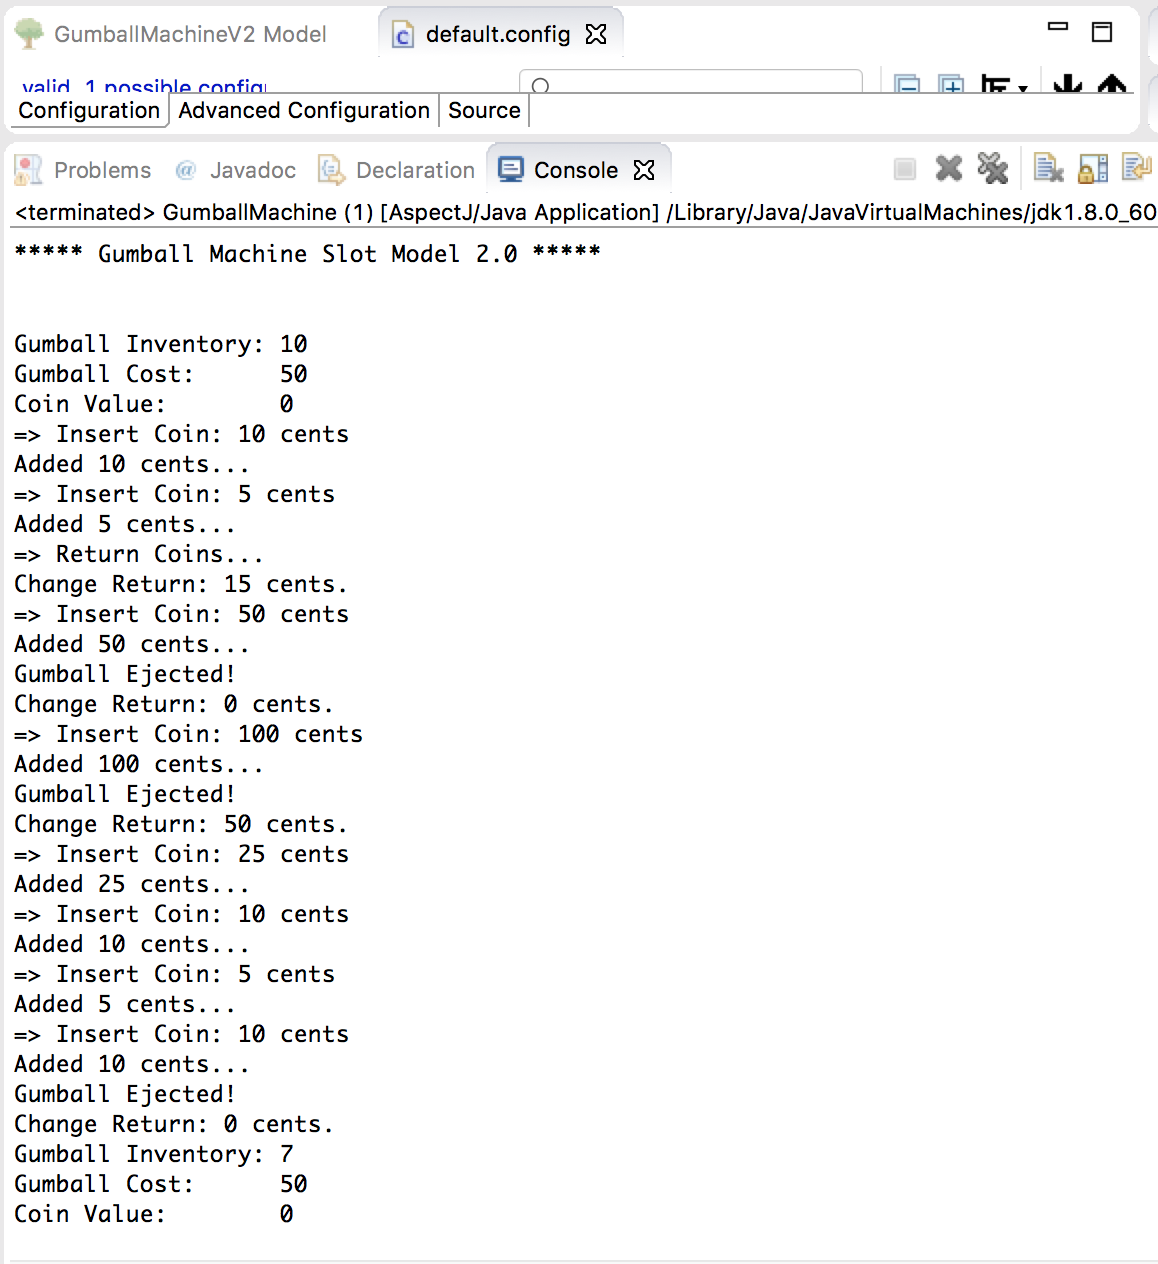 GumballMachineV2 Model default.config
valid, 1 possible config
Configuration Advanced Configuration Source
Problems Javadoc Declaration Console
<terminated> GumballMachine (1) [AspectJ/Java Application] /Library/Java/JavaVirtualMachines/jdk1.8.0_60
***** Gumball Machine Slot Model 2.0 *****
Gumball Inventory: 10
Gumball Cost: 50
Coin Value: 0
=> Insert Coin: 10 cents
Added 10 cents...
=> Insert Coin: 5 cents
Added 5 cents...
=> Return Coins...
Change Return: 15 cents.
=> Insert Coin: 50 cents
Added 50 cents...
Gumball Ejected!
Change Return: 0 cents.
=> Insert Coin: 100 cents
Added 100 cents...
Gumball Ejected!
Change Return: 50 cents.
=> Insert Coin: 25 cents
Added 25 cents...
=> Insert Coin: 10 cents
Added 10 cents...
=> Insert Coin: 5 cents
Added 5 cents...
=> Insert Coin: 10 cents
Added 10 cents...
Gumball Ejected!
Change Return: 0 cents.
Gumball Inventory: 7
Gumball Cost: 50
Coin Value: 0